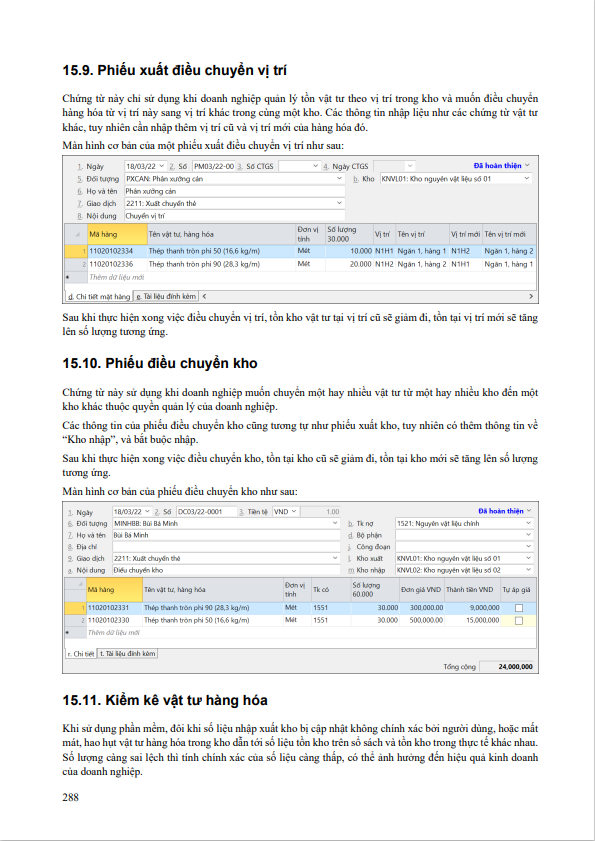 15.9. Phiếu xuất điều chuyển vị trí
Chứng từ này chỉ sử dụng khi doanh nghiệp quản lý tồn vật tư theo vị trí trong kho và muốn điều chuyển
hàng hóa từ vị trí này sang vị trí khác trong cùng một kho. Các thông tin nhập liệu như các chứng từ vật tư
khác, tuy nhiên cần nhập thêm vị trí cũ và vị trí mới của hàng hóa đó.
Màn hình cơ bản của một phiếu xuất điều chuyển vị trí như sau:
1. Ngày 18/03/22 2. Số PM03/22-00 3. Số CTGS 4. Ngày CTGS Đã hoàn thiện
5. Đối tượng PXCAN: Phân xưởng cán b. Kho KNVL01: Kho nguyên vật liệu số 01
6. Họ và tên Phân xưởng cán
7. Giao dịch 2211: Xuất chuyển thẻ
8. Nội dung Chuyển vị trí
Mã hàng Tên vật tư, hàng hóa Đơn vị tính Số lượng 30.000 Vị trí Tên vị trí Vị trí mới Tên vị trí mới
1 11020102334 Thép thanh tròn phi 50 (16,6 kg/m) Mét 10.000 N1H1 Ngăn 1, hàng 1 N1H2 Ngăn 1, hàng 2
2 11020102336 Thép thanh tròn phi 90 (28,3 kg/m) Mét 20.000 N1H2 Ngăn 1, hàng 2 N1H1 Ngăn 1, hàng 1
* Thêm dữ liệu mới
d. Chi tiết mặt hàng e. Tài liệu đính kèm
Sau khi thực hiện xong việc điều chuyển vị trí, tồn kho vật tư tại vị trí cũ sẽ giảm đi, tồn tại vị trí mới sẽ tăng
lên số lượng tương ứng.
15.10. Phiếu điều chuyển kho
Chứng từ này sử dụng khi doanh nghiệp muốn chuyển một hay nhiều vật tư từ một hay nhiều kho đến một
kho khác thuộc quyền quản lý của doanh nghiệp.
Các thông tin của phiếu điều chuyển kho cũng tương tự như phiếu xuất kho, tuy nhiên có thêm thông tin về
“Kho nhập”, và bắt buộc nhập.
Sau khi thực hiện xong việc điều chuyển kho, tồn tại kho cũ sẽ giảm đi, tồn tại kho mới sẽ tăng lên số lượng
tương ứng.
Màn hình cơ bản của phiếu điều chuyển kho như sau:
1. Ngày 18/03/22 2. Số DC03/22-0001 3. Tiền tệ VND 1.00 Đã hoàn thiện
6. Đối tượng MINHBB: Bùi Bá Minh b. Tk nợ 1521: Nguyên vật liệu chính
7. Họ và tên Bùi Bá Minh d. Bộ phận
8. Địa chỉ j. Công đoạn
9. Giao dịch 2211: Xuất chuyển thẻ l. Kho xuất KNVL01: Kho nguyên vật liệu số 01
a. Nội dung Điều chuyển kho m. Kho nhập KNVL02: Kho nguyên vật liệu số 02
Mã hàng Tên vật tư, hàng hóa Đơn vị tính Tk có Số lượng 60.000 Đơn giá VND Thành tiền VND Tự áp giá
1 11020102331 Thép thanh tròn phi 90 (28,3 kg/m) Mét 1551 30.000 300,000.00 9,000,000
2 11020102330 Thép thanh tròn phi 50 (16,6 kg/m) Mét 1551 30.000 500,000.00 15,000,000
* Thêm dữ liệu mới
r. Chi tiết t. Tài liệu đính kèm
Tổng cộng 24,000,000
15.11. Kiểm kê vật tư hàng hóa
Khi sử dụng phần mềm, đôi khi số liệu nhập xuất kho bị cập nhật không chính xác bởi người dùng, hoặc mất
mát, hao hụt vật tư hàng hóa trong kho dẫn tới số liệu tồn kho trên sổ sách và tồn kho trong thực tế khác nhau.
Số lượng càng sai lệch thì tính chính xác của số liệu càng thấp, có thể ảnh hưởng đến hiệu quả kinh doanh
của doanh nghiệp.
288